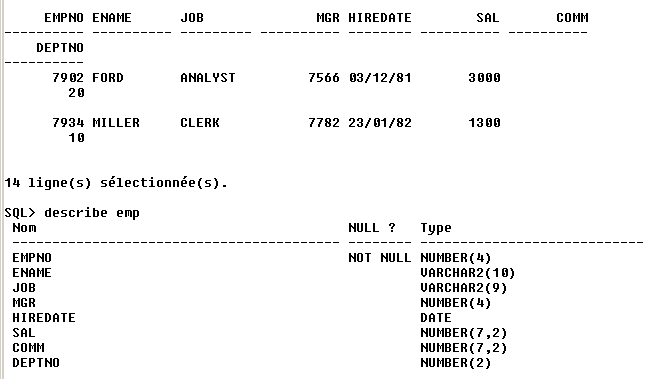 EMPNO ENAME JOB MGR HIREDATE SAL COMM
---------- ---------- --------- ---------- -------- ---------- ----------
DEPTNO
----------
7902 FORD ANALYST 7566 03/12/81 3000
20
7934 MILLER CLERK 7782 23/01/82 1300
10
14 ligne(s) sélectionnée(s).
SQL> describe emp
Nom NULL ? Type
----------------------------------------- -------- ----------------------------
EMPNO NOT NULL NUMBER(4)
ENAME VARCHAR2(10)
JOB VARCHAR2(9)
MGR NUMBER(4)
HIREDATE DATE
SAL NUMBER(7,2)
COMM NUMBER(7,2)
DEPTNO NUMBER(2)